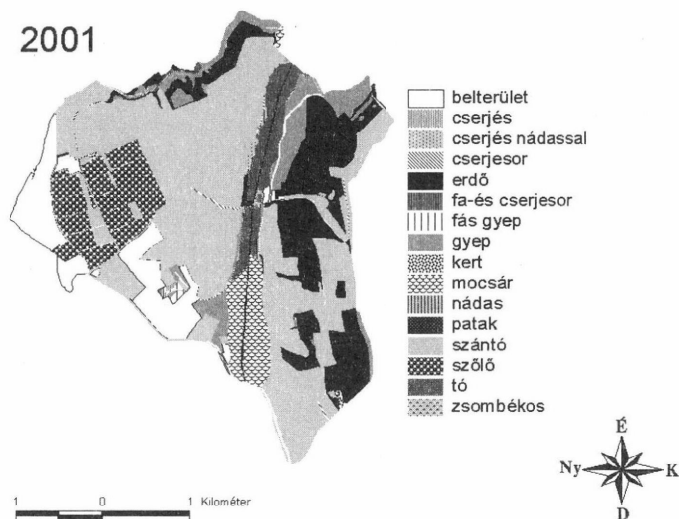 2001
belterület
cserjés
cserjés nádassal
cserjesor
erdő
fa-és cserjesor
fás gyep
gyep
kert
mocsár
nádas
patak
szántó
szőlő
tó
zsombékos
É
Ny
K
D
1 0 1 Kilométer